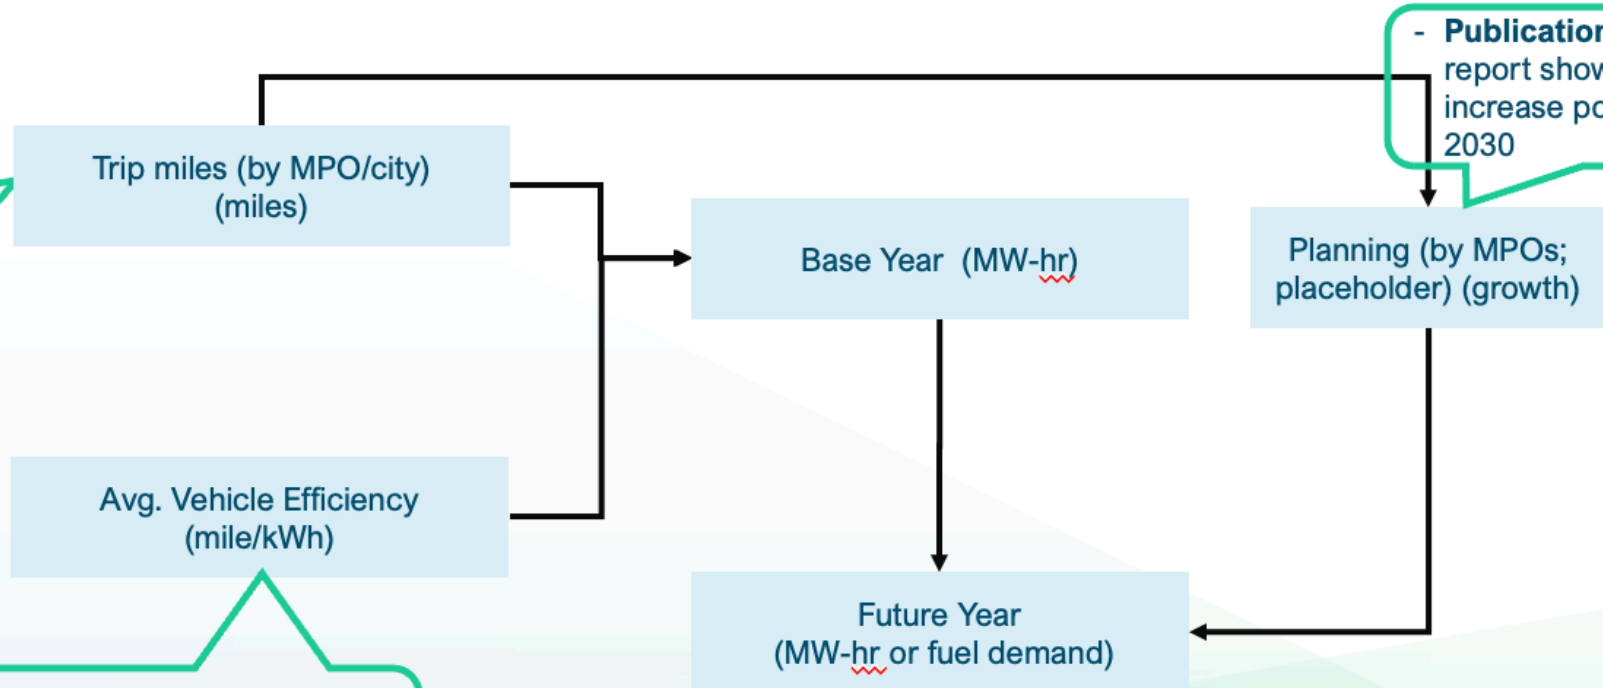 - Publication
report show
increase po
2030
Trip miles (by MPO/city)
(miles)
Base Year (MW-hr)
Planning (by MPOs;
placeholder) (growth)
Avg. Vehicle Efficiency
(mile/kWh)
Future Year
(MW-hr or fuel demand)